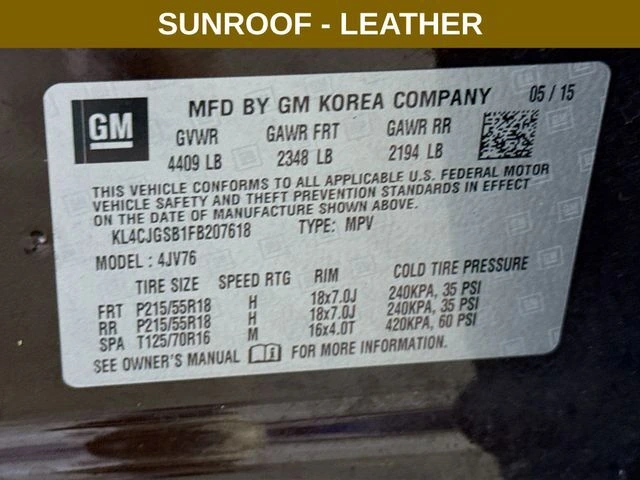 SUNROOF - LEATHER
GM MFD BY GM KOREA COMPANY 05 / 15
GVWR GAWR FRT GAWR RR
4409 LB 2348 LB 2194 LB
THIS VEHICLE CONFORMS TO ALL APPLICABLE U.S. FEDERAL MOTOR
VEHICLE SAFETY AND THEFT PREVENTION STANDARDS IN EFFECT
ON THE DATE OF MANUFACTURE SHOWN ABOVE.
KL4CJGSB1FB207618 TYPE: MPV
MODEL : 4JV76
TIRE SIZE SPEED RTG RIM COLD TIRE PRESSURE
FRT P215/55R18 H 18x7.0J 240KPA, 35 PSI
RR P215/55R18 H 18x7.0J 240KPA, 35 PSI
SPA T125/70R16 M 16x4.0T 420KPA, 60 PSI
SEE OWNER'S MANUAL FOR MORE INFORMATION.